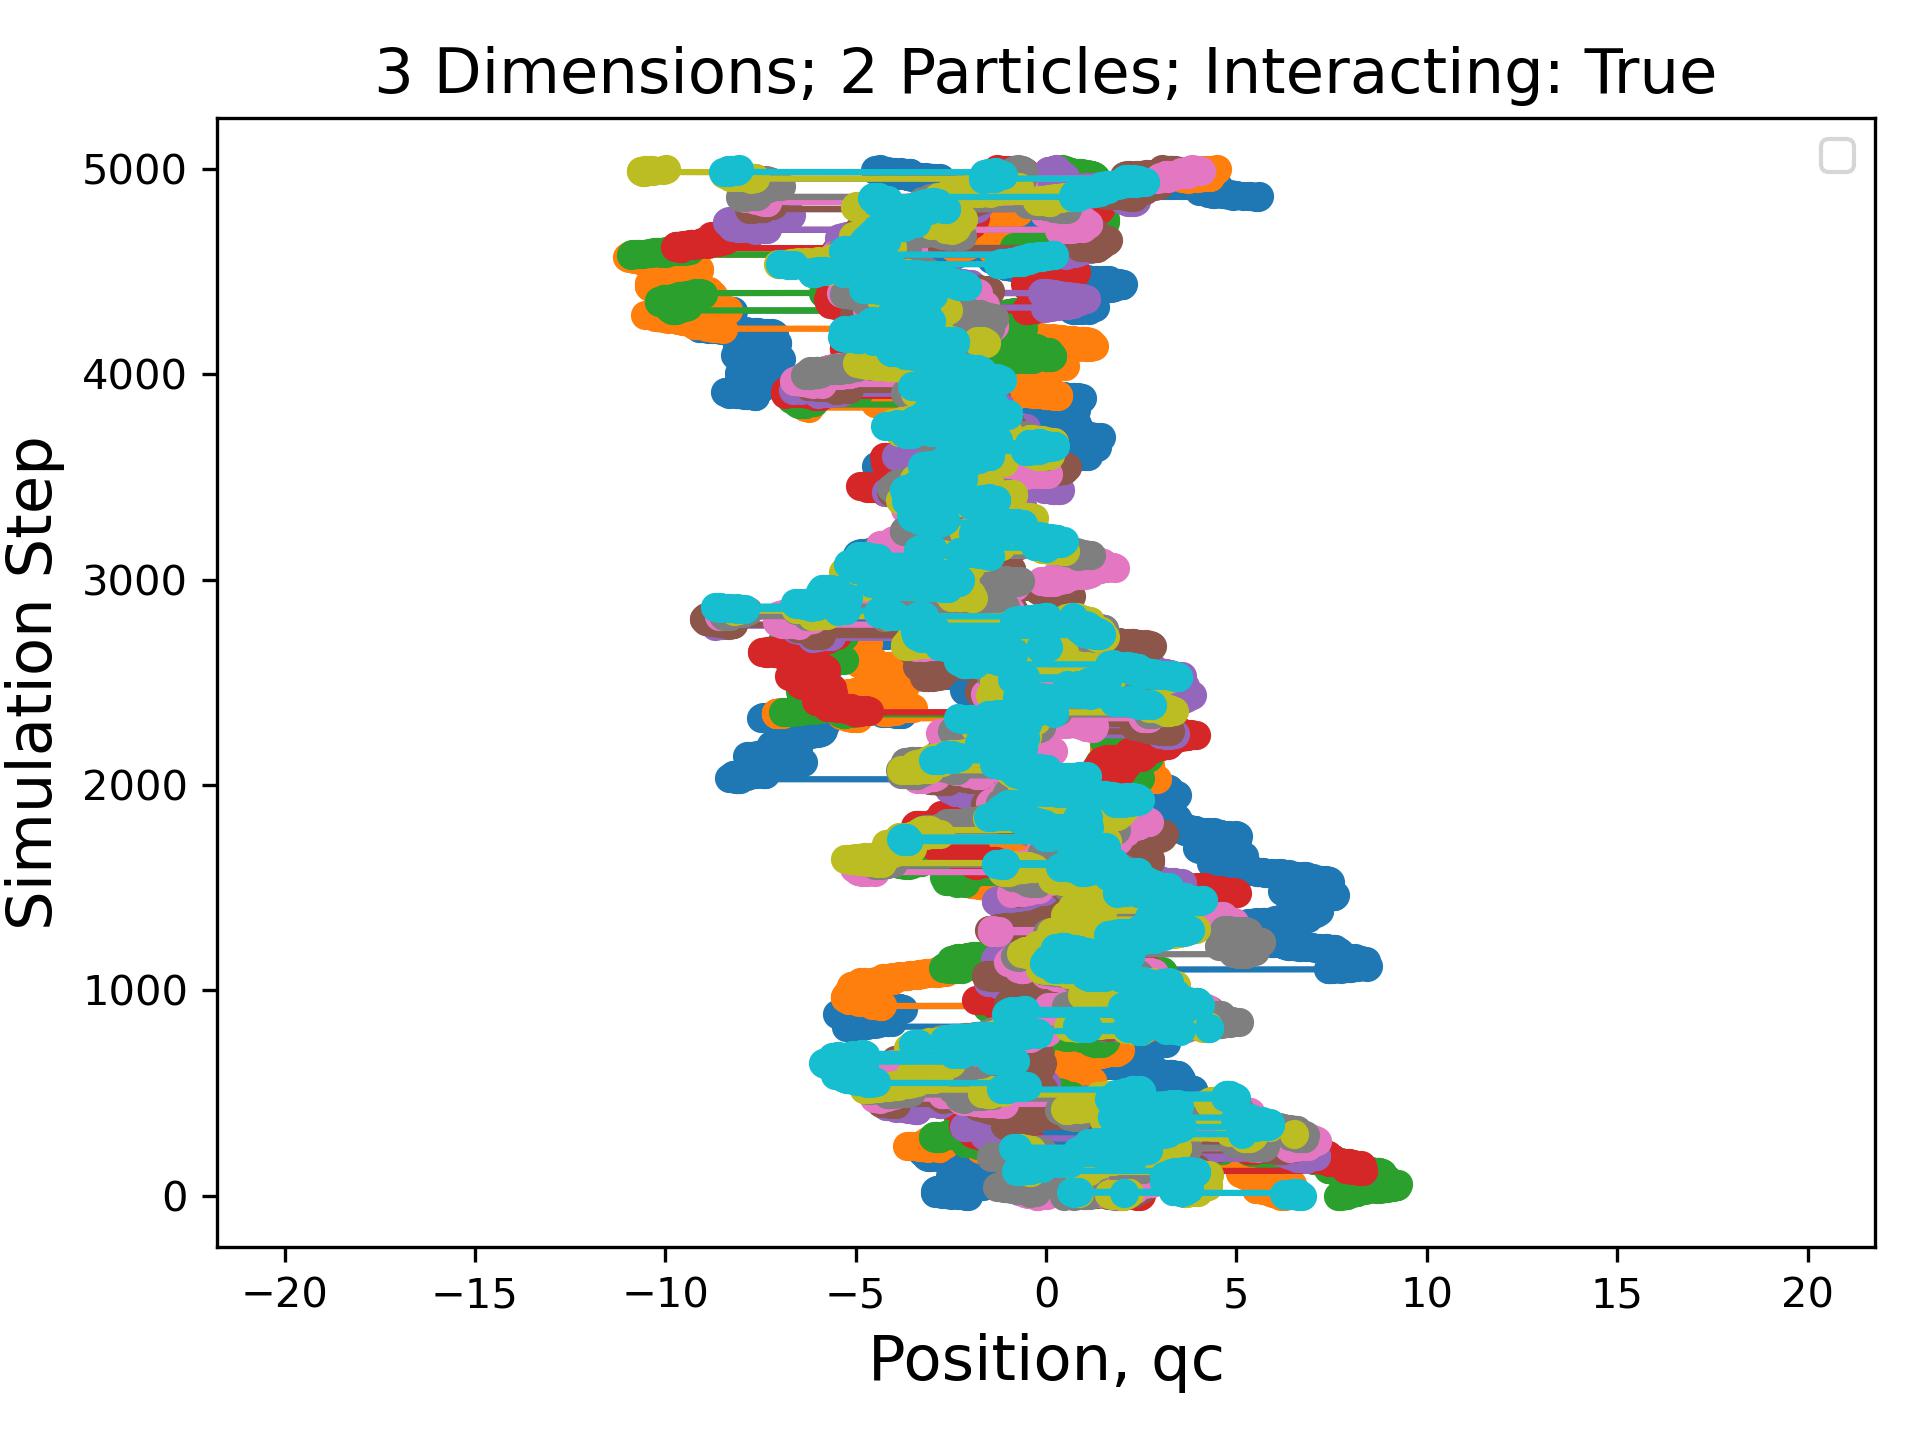 3 Dimensions; 2 Particles; Interacting: True
Simulation Step
5000
4000
3000
2000
1000
0
−20 −15 −10 −5 0 5 10 15 20
Position, qc